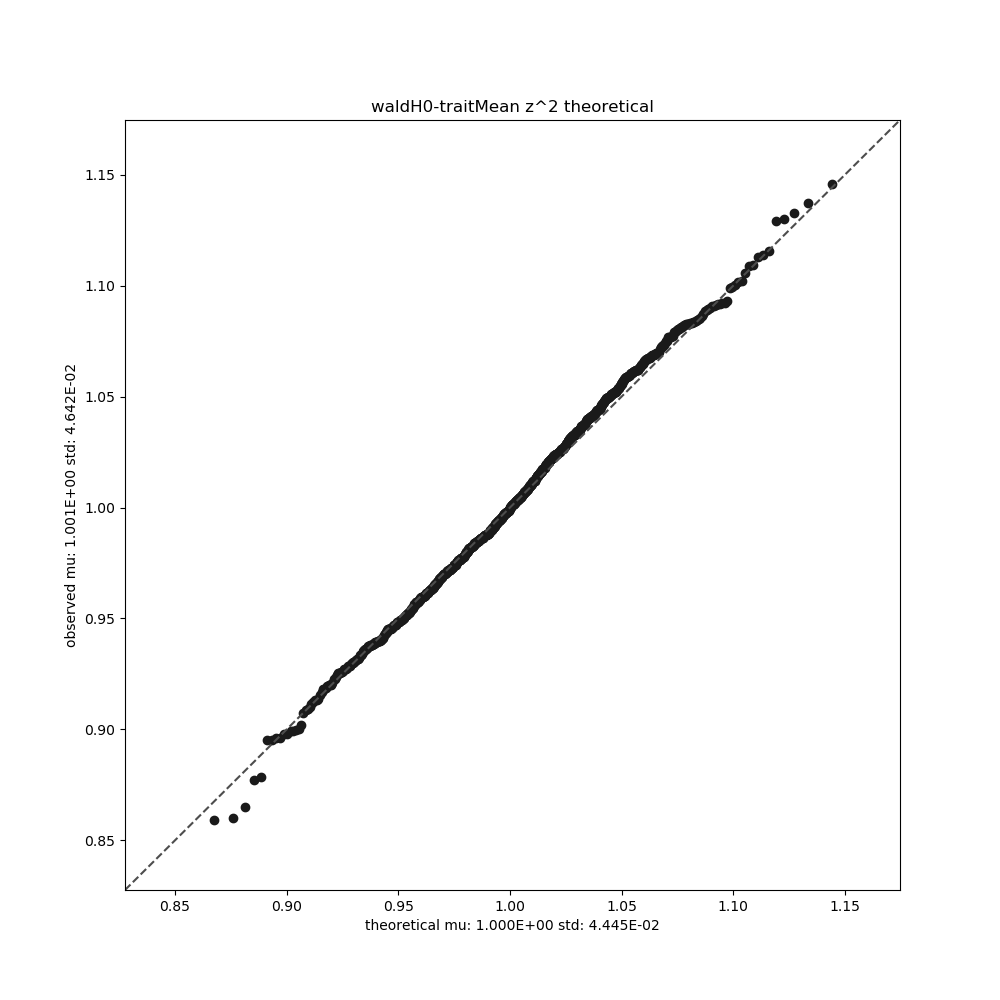 waldH0-traitMean z^2 theoretical
1.15
1.10
1.05
1.00
0.95
0.90
0.85
observed mu: 1.001E+00 std: 4.642E-02
0.85 0.90 0.95 1.00 1.05 1.10 1.15
theoretical mu: 1.000E+00 std: 4.445E-02